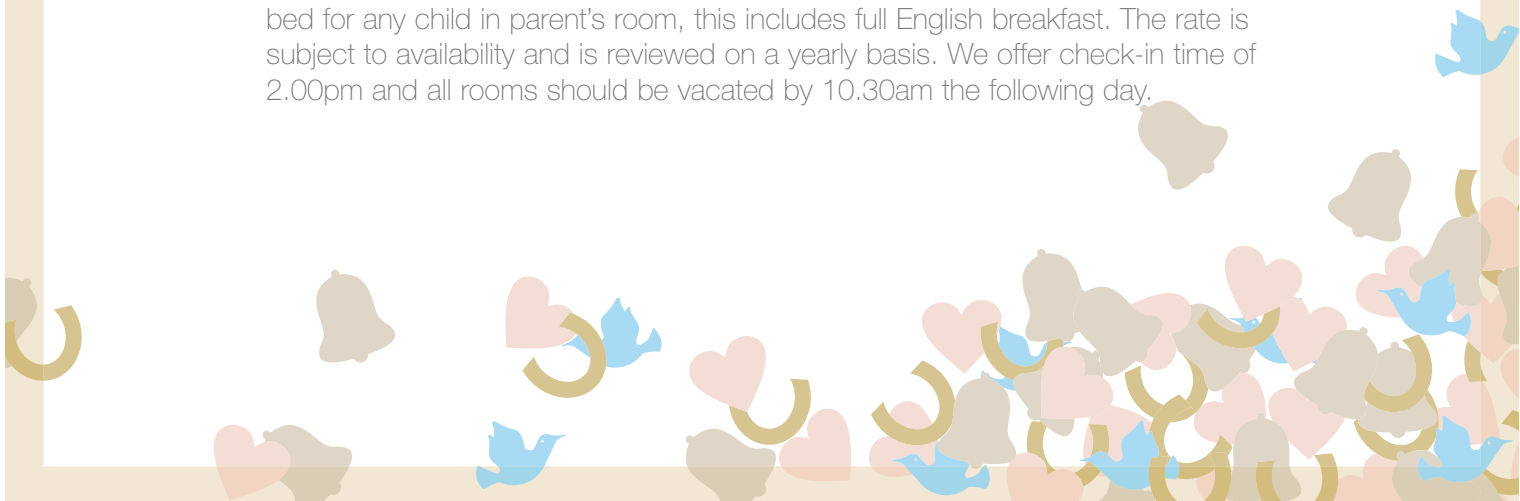 bed for any child in parent’s room, this includes full English breakfast. The rate is
subject to availability and is reviewed on a yearly basis. We offer check-in time of
2.00pm and all rooms should be vacated by 10.30am the following day.